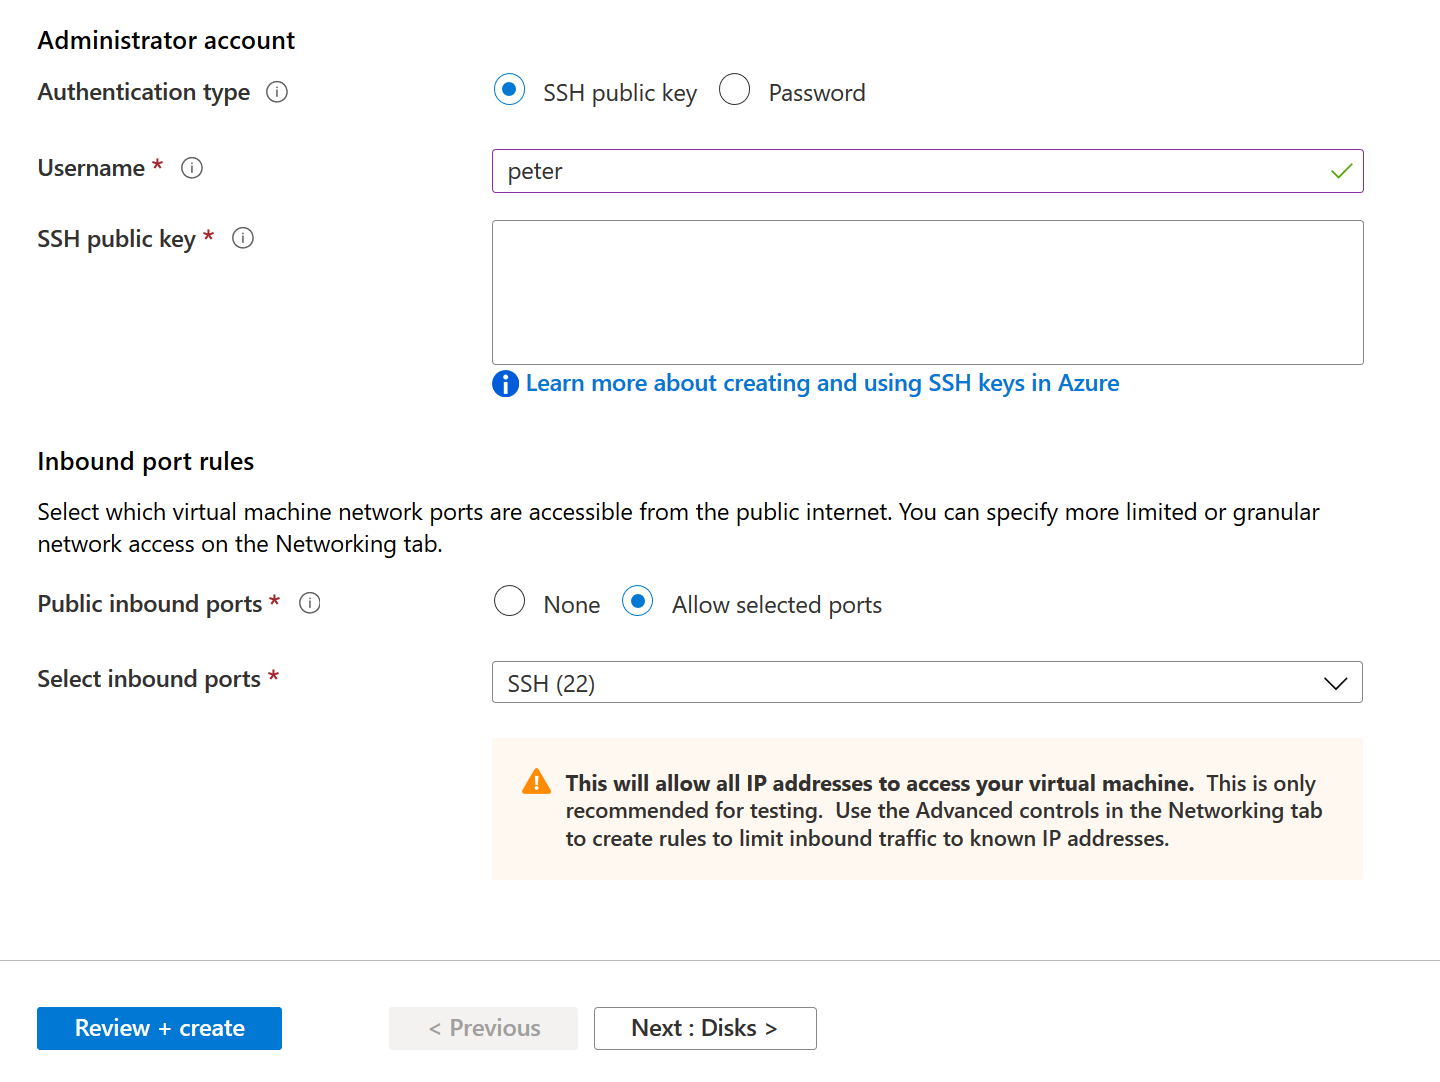 Administrator account
Authentication type
SSH public key
Password
Username *
peter
SSH public key *
Learn more about creating and using SSH keys in Azure
Inbound port rules
Select which virtual machine network ports are accessible from the public internet. You can specify more limited or granular
network access on the Networking tab.
Public inbound ports *
None
Allow selected ports
Select inbound ports *
SSH (22)
This will allow all IP addresses to access your virtual machine. This is only
recommended for testing. Use the Advanced controls in the Networking tab
to create rules to limit inbound traffic to known IP addresses.
Review + create
< Previous
Next : Disks >